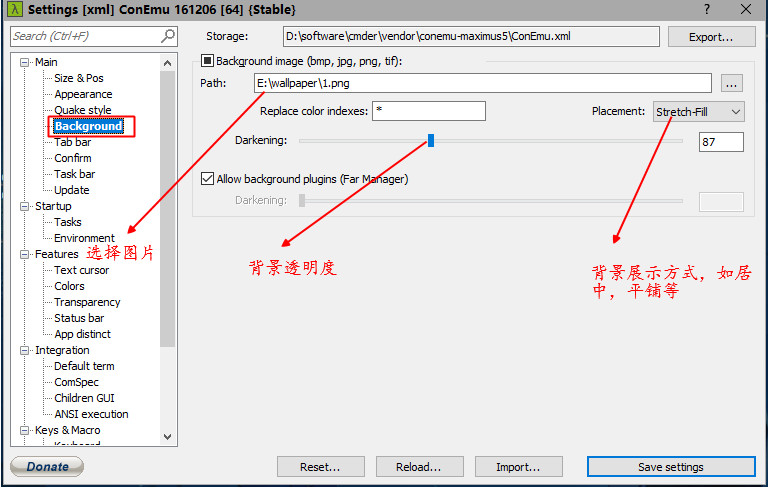 Settings [xml] ConEmu 161206 [64] {Stable}
? 
Search (Ctrl+F)
Storage:
D:\software\cmder\vendor\conemu-maximus5\ConEmu.xml
Export...
Main
Size & Pos
Appearance
Quake style
Background
Tab bar
Confirm
Task bar
Update
Startup
Tasks
Environment
Features
Text cursor
Colors
Transparency
Status bar
App distinct
Integration
Default term
ComSpec
Children GUI
ANSI execution
Keys & Macro
Keyboard
Background image (bmp, jpg, png, tif):
Path:
E:\wallpaper\1.png
...
Replace color indexes:
*
Placement:
Stretch-Fill
Darkening:
87
Allow background plugins (Far Manager)
Darkening:
选择图片
背景透明度
背景展示方式，如居
中，平铺等
Donate
Reset...
Reload...
Import...
Save settings